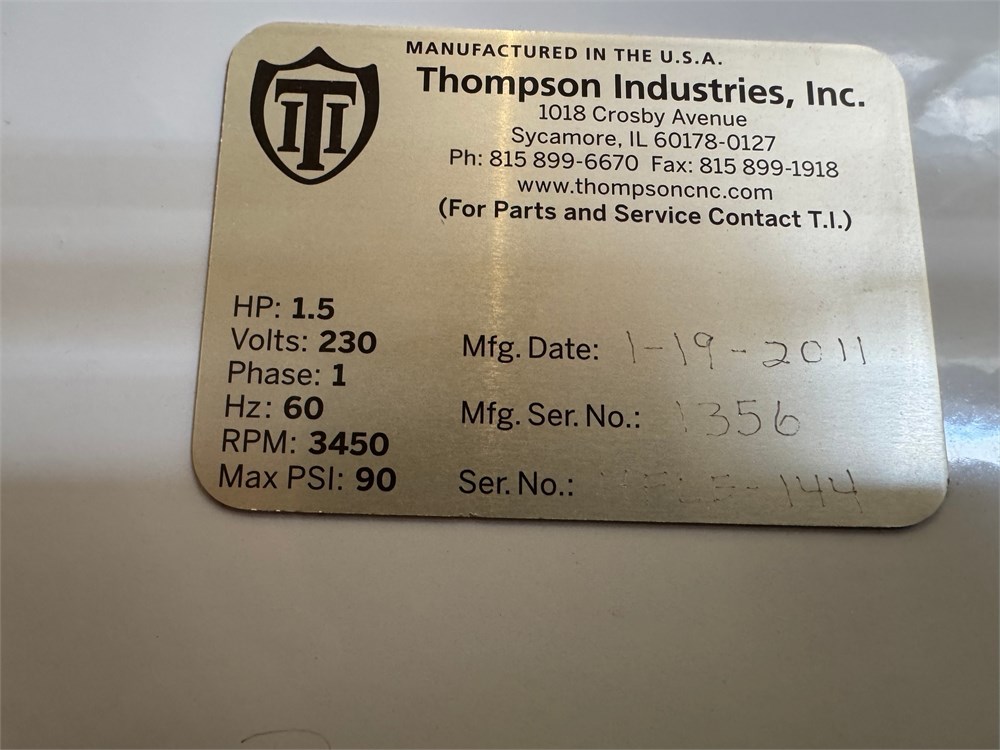 MANUFACTURED IN THE U.S.A.
Thompson Industries, Inc.
1018 Crosby Avenue
Sycamore, IL 60178-0127
Ph: 815 899-6670 Fax: 815 899-1918
www.thompsoncnc.com
(For Parts and Service Contact T.I.)
TII
HP: 1.5
Volts: 230
Phase: 1
Hz: 60
RPM: 3450
Max PSI: 90
Mfg. Date: 1-19-2011
Mfg. Ser. No.: 1356
Ser. No.: